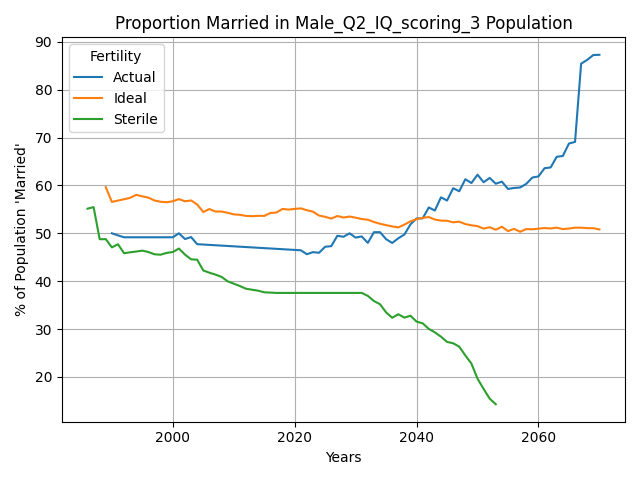 Proportion Married in Male_Q2_IQ_scoring_3 Population
% of Population 'Married'
90
80
70
60
50
40
30
20
Fertility
Actual
Ideal
Sterile
2000 2020 2040 2060
Years